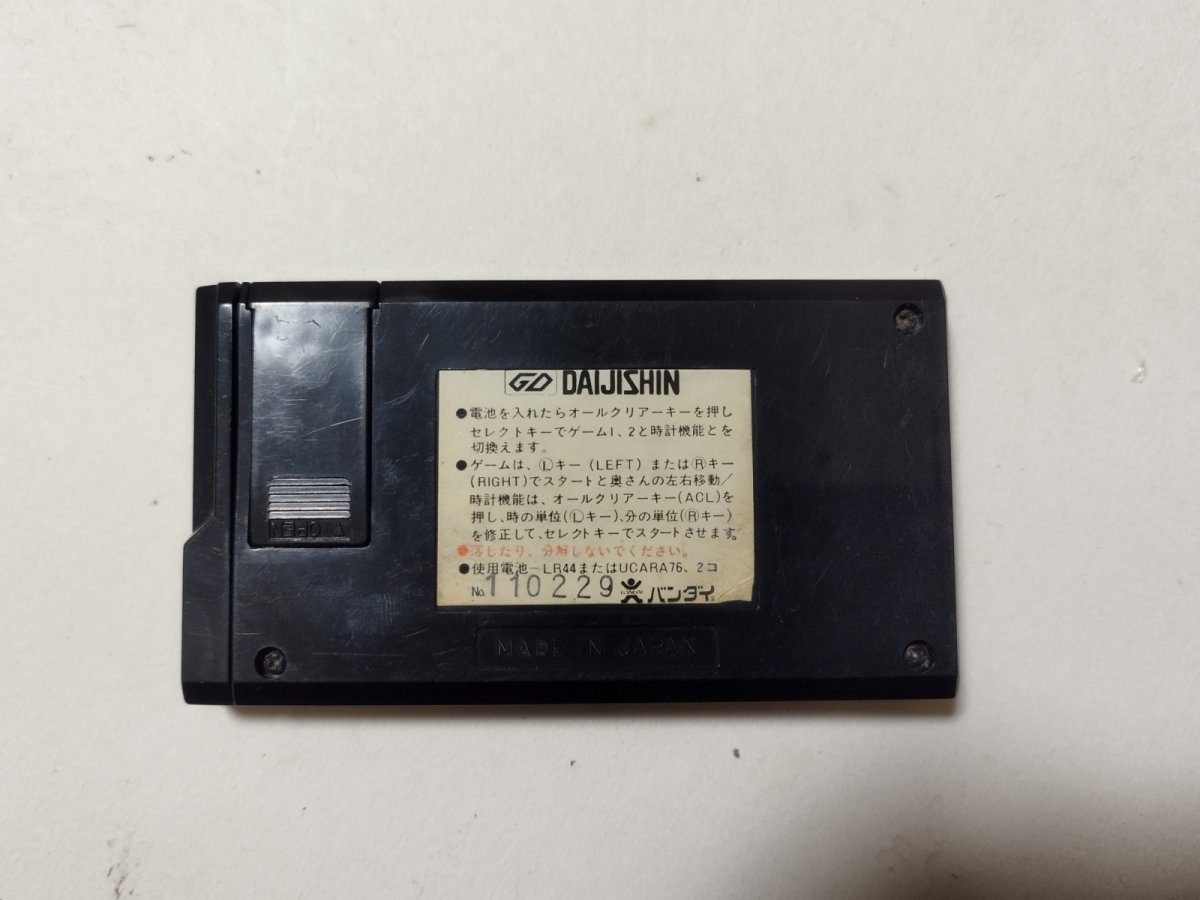 GD DAIJISHIN
●電池を入れたらオールクリアーキーを押し
セレクトキーでゲーム1、2と時計機能とを
切換えます。
●ゲームは、Ⓛキー(LEFT)またはⓇキー
(RIGHT)でスタートと奥さんの左右移動/
時計機能は、オールクリアーキー(ACL)を
押し、時の単位(Ⓛキー)、分の単位(Ⓡキー)
を修正して、セレクトキーでスタートさせます。
●落したり、分解しないでください。
●使用電池—LR44またはUCARA76、2コ
No.110229 BANDAI バンダイ
OPEN
MADE IN JAPAN